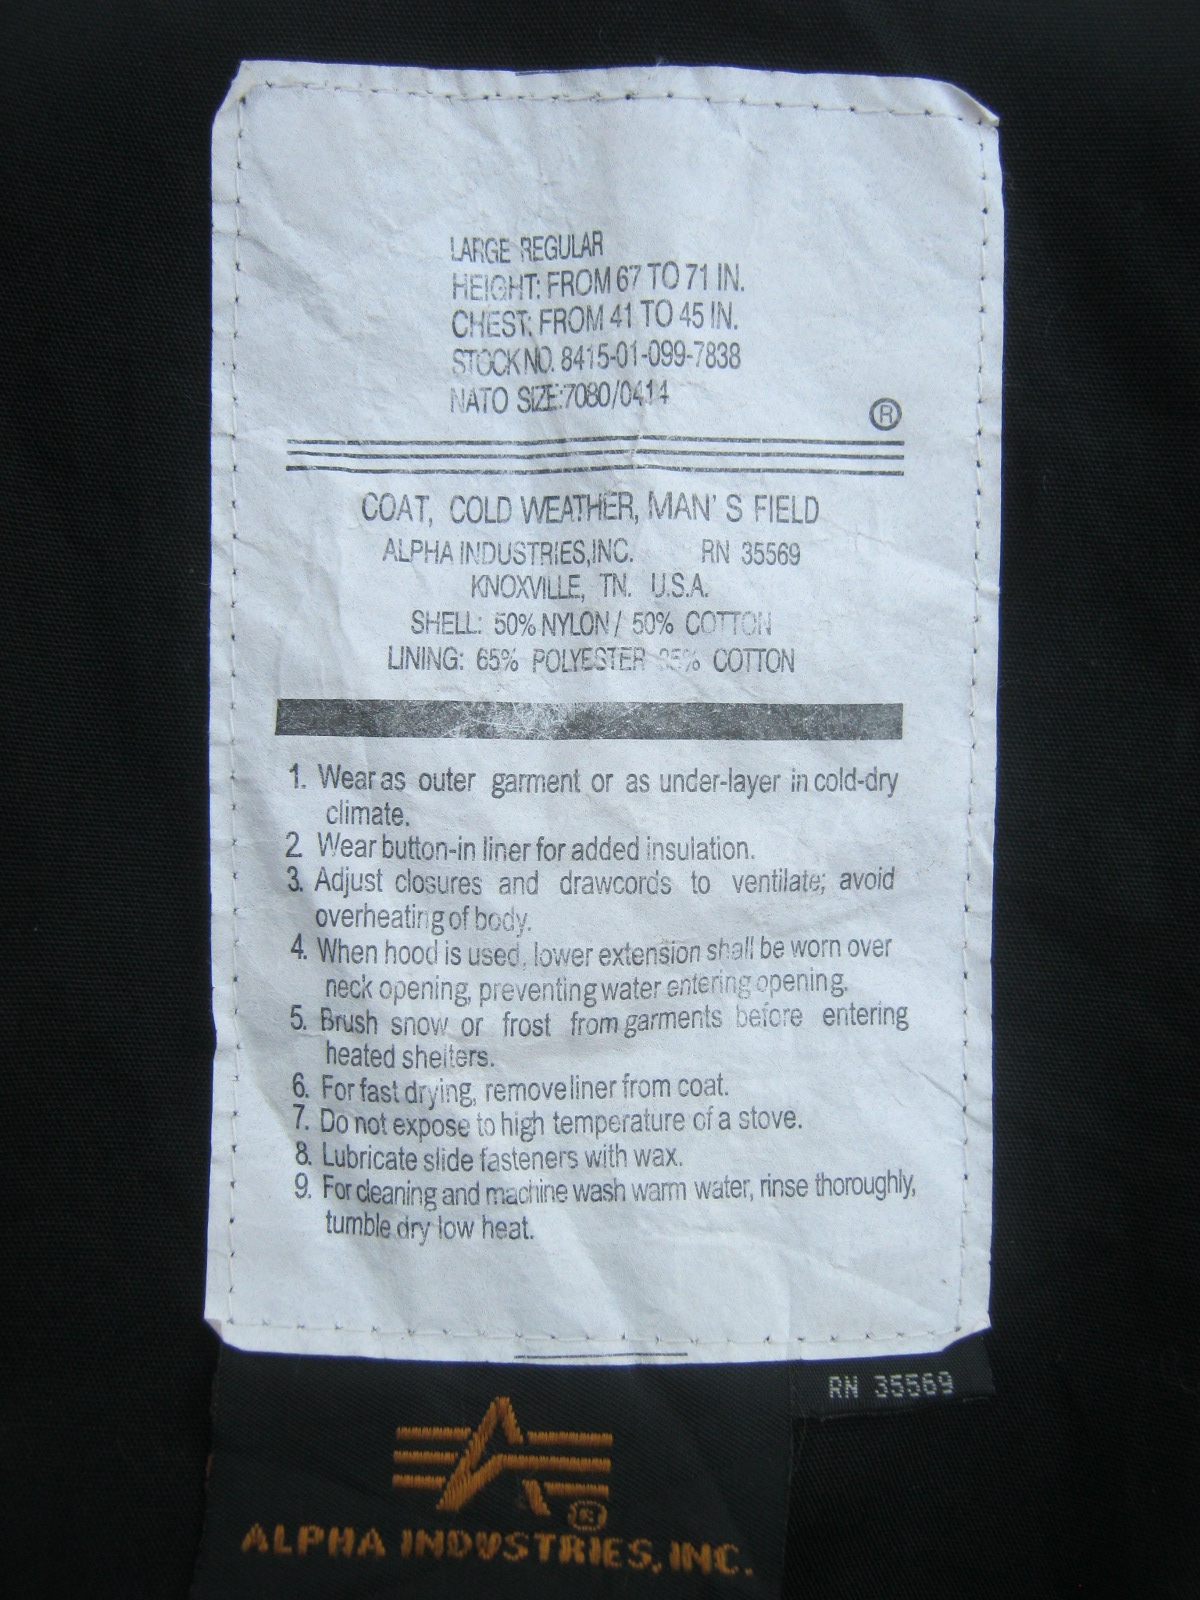 LARGE REGULAR
HEIGHT: FROM 67 TO 71 IN.
CHEST: FROM 41 TO 45 IN.
STOCK NO. 8415-01-099-7838
NATO SIZE:7080/0414
®
COAT, COLD WEATHER, MAN'S FIELD
ALPHA INDUSTRIES,INC. RN 35569
KNOXVILLE, TN. U.S.A.
SHELL: 50% NYLON / 50% COTTON
LINING: 65% POLYESTER 35% COTTON
1. Wear as outer garment or as under-layer in cold-dry
climate.
2 Wear button-in liner for added insulation.
3. Adjust closures and drawcords to ventilate; avoid
overheating of body.
4. When hood is used, lower extension shall be worn over
neck opening, preventing water entering opening.
5. Brush snow or frost from garments before entering
heated shelters.
6. For fast drying, remove liner from coat.
7. Do not expose to high temperature of a stove.
8. Lubricate slide fasteners with wax.
9. For cleaning and machine wash warm water, rinse thoroughly,
tumble dry low heat.
RN 35569
®
ALPHA INDUSTRIES, INC.